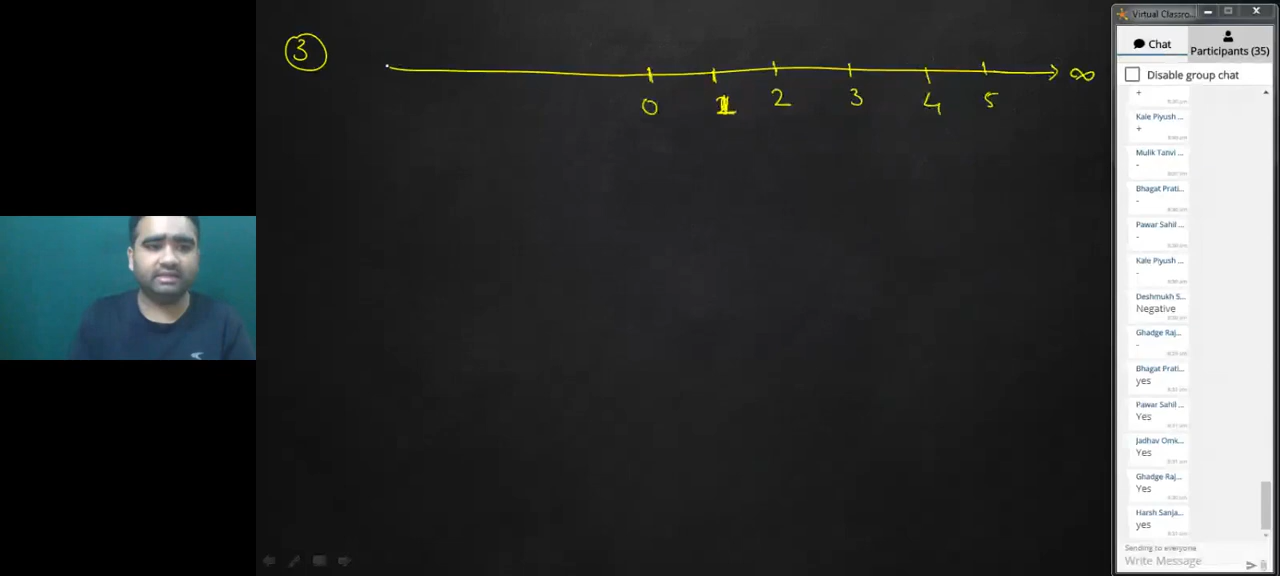 3
∞
0 1 2 3 4 5
Virtual Classro...
Chat
Participants (35)
Disable group chat
+
Kale Piyush ...
+
Mulik Tanvi ...
-
Bhagat Prati...
-
Pawar Sahil ...
-
Kale Piyush ...
-
Deshmukh S...
Negative
Ghadge Raj...
-
Bhagat Prati...
yes
Pawar Sahil ...
Yes
Jadhav Omk...
Yes
Ghadge Raj...
Yes
Harsh Sanja...
yes
Sending to everyone
Write Message